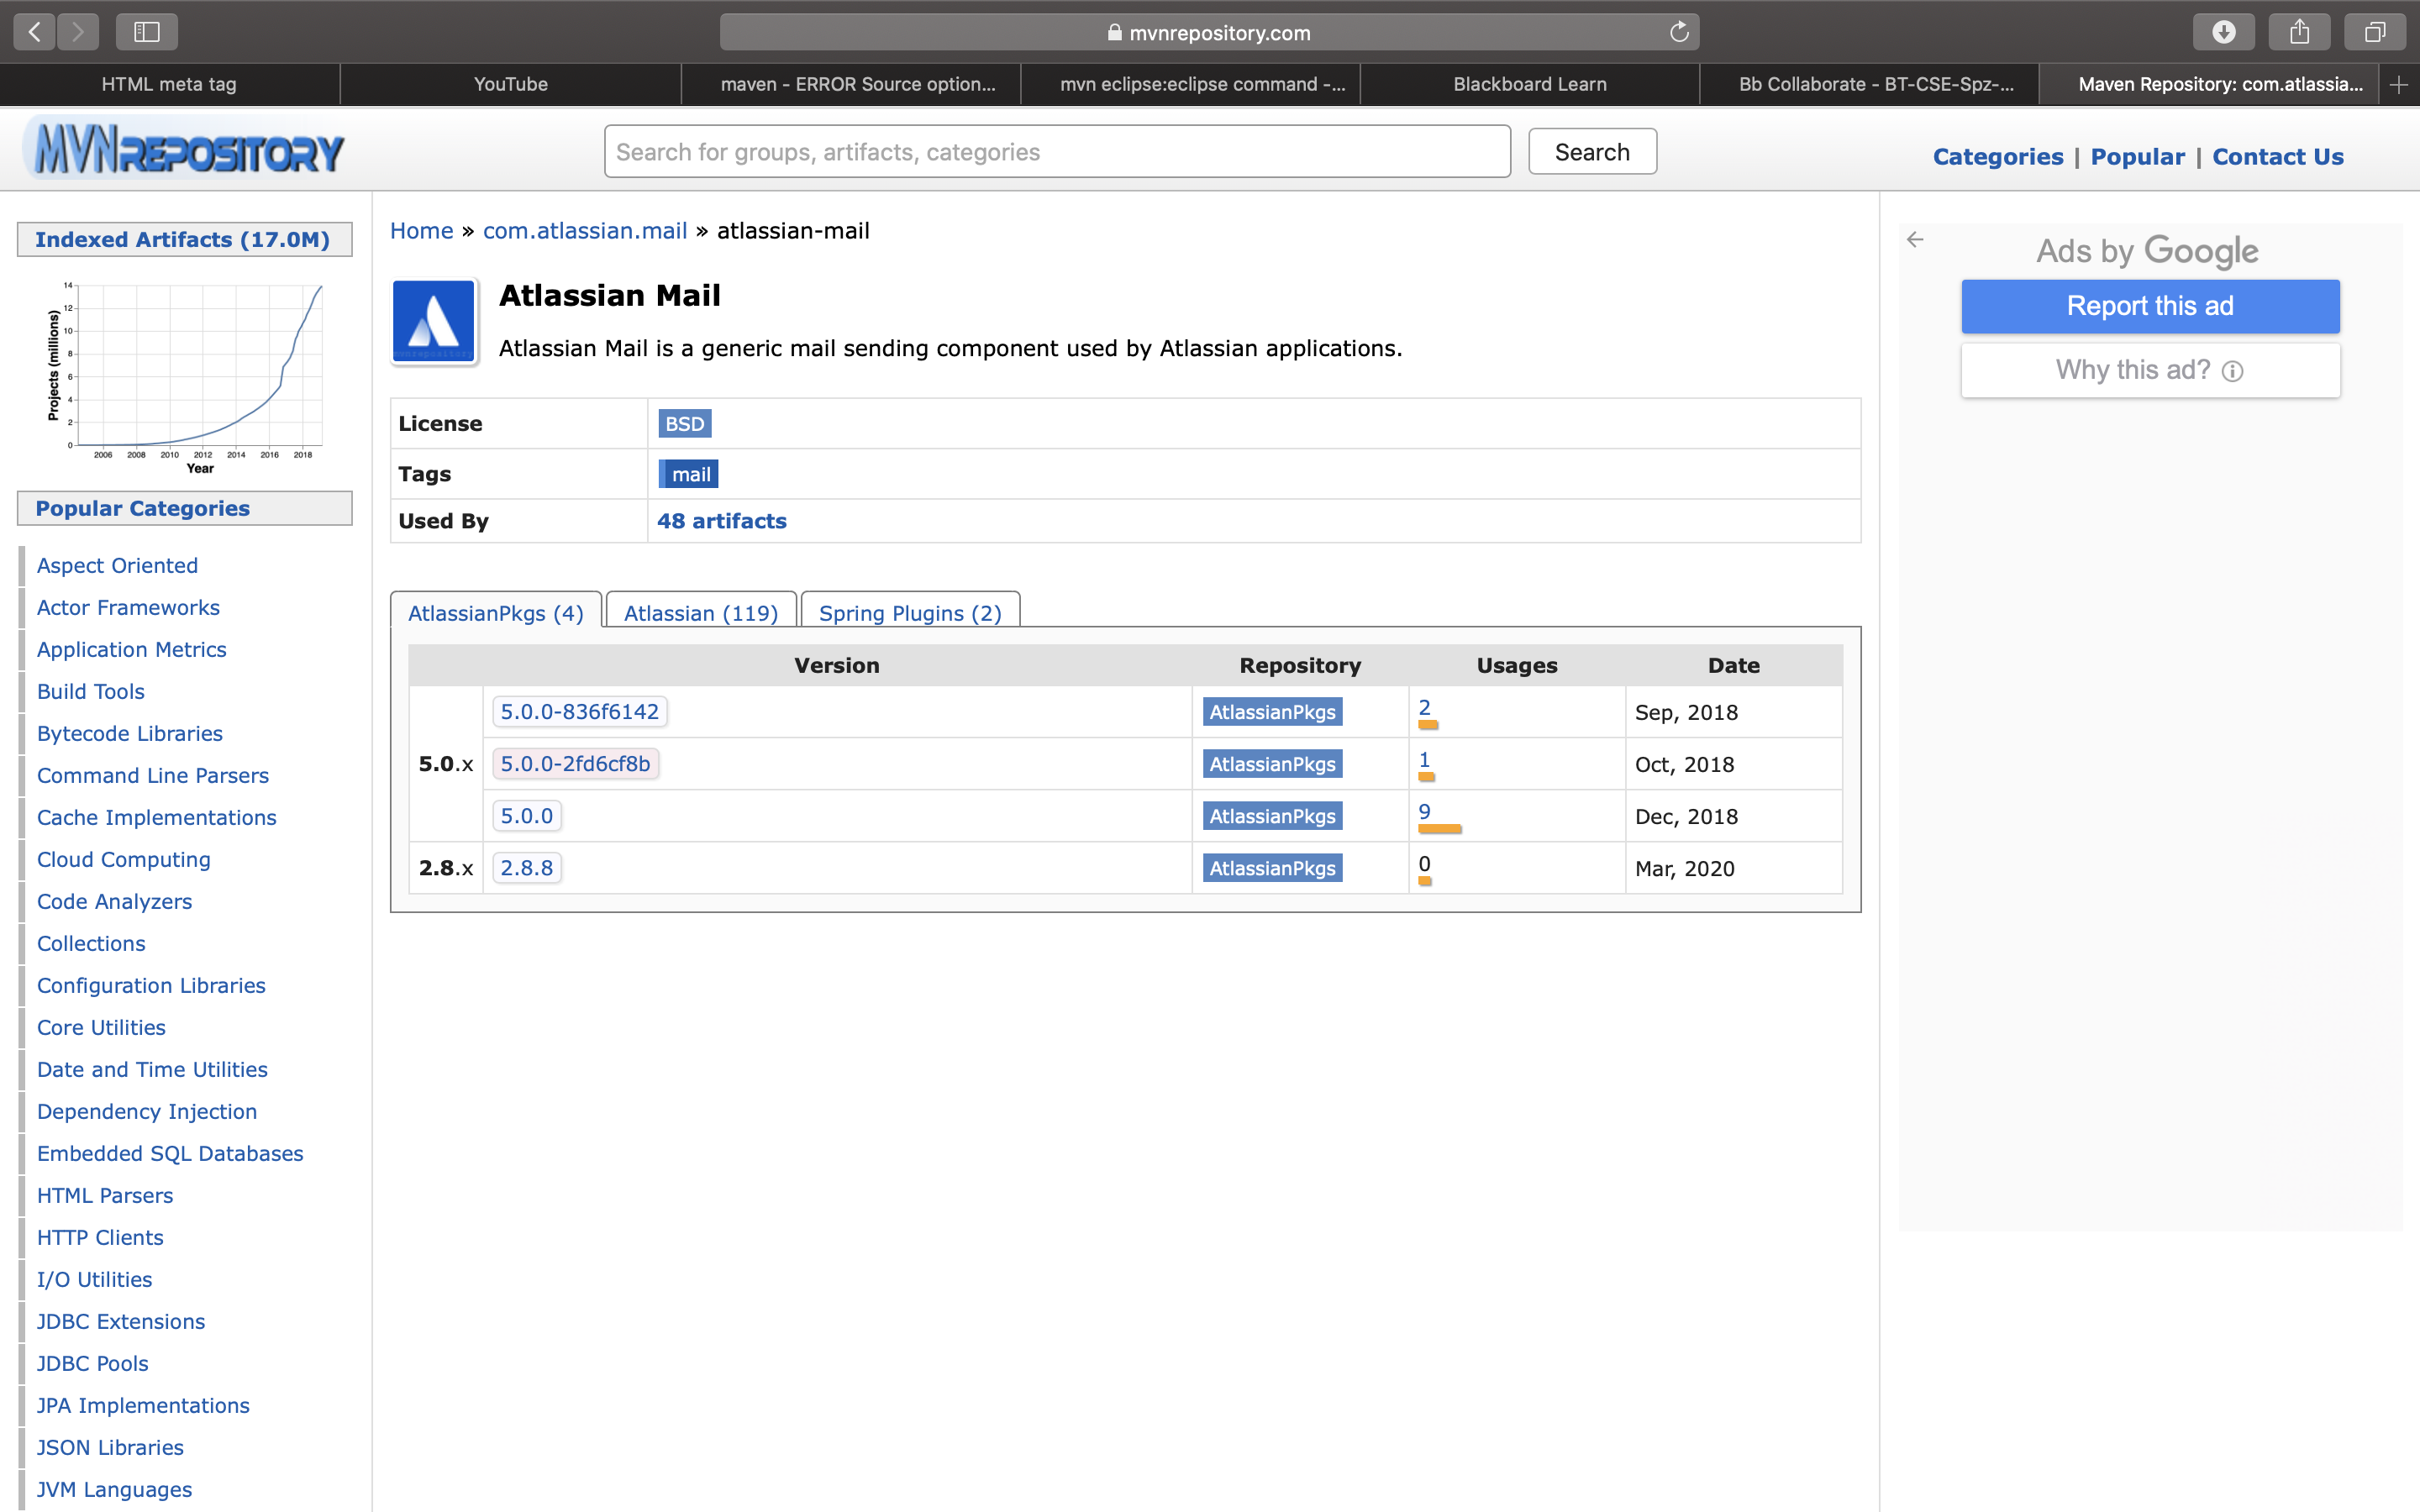 mvnrepository.com
HTML meta tag
YouTube
maven - ERROR Source option...
mvn eclipse:eclipse command -...
Blackboard Learn
Bb Collaborate - BT-CSE-Spz-...
Maven Repository: com.atlassia...
MVNREPOSITORY
Search for groups, artifacts, categories
Search
Categories | Popular | Contact Us
Indexed Artifacts (17.0M)
Projects (millions)
14
12
10
8
6
4
2
0
2006 2008 2010 2012 2014 2016 2018
Year
Popular Categories
Aspect Oriented
Actor Frameworks
Application Metrics
Build Tools
Bytecode Libraries
Command Line Parsers
Cache Implementations
Cloud Computing
Code Analyzers
Collections
Configuration Libraries
Core Utilities
Date and Time Utilities
Dependency Injection
Embedded SQL Databases
HTML Parsers
HTTP Clients
I/O Utilities
JDBC Extensions
JDBC Pools
JPA Implementations
JSON Libraries
JVM Languages
Home » com.atlassian.mail » atlassian-mail
Atlassian Mail
Atlassian Mail is a generic mail sending component used by Atlassian applications.
License BSD
Tags mail
Used By 48 artifacts
AtlassianPkgs (4) Atlassian (119) Spring Plugins (2)
Version Repository Usages Date
5.0.0-836f6142 AtlassianPkgs 2 Sep, 2018
5.0.x 5.0.0-2fd6cf8b AtlassianPkgs 1 Oct, 2018
5.0.0 AtlassianPkgs 9 Dec, 2018
2.8.x 2.8.8 AtlassianPkgs 0 Mar, 2020
Ads by Google
Report this ad
Why this ad?